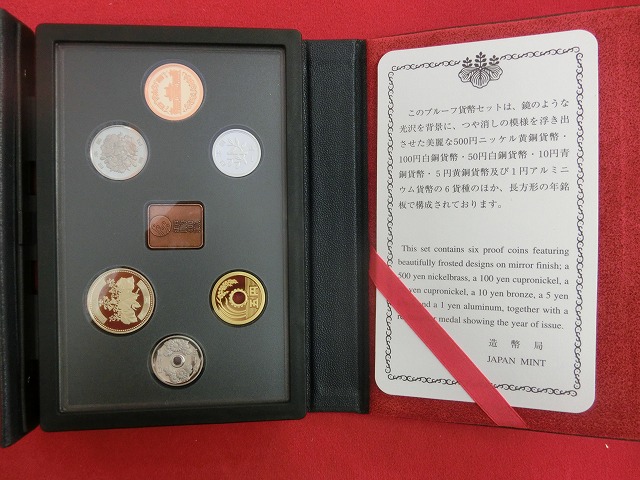 このプルーフ貨幣セットは、鏡のような
光沢を背景に、つや消しの模様を浮き出
させた美麗な500円ニッケル黄銅貨幣・
100円白銅貨幣・50円白銅貨幣・10円青
銅貨幣・5円黄銅貨幣及び1円アルミニ
ウム貨幣の6貨種のほか、長方形の年銘
板で構成されております。
This set contains six proof coins featuring
beautifully frosted designs on mirror finish; a
500 yen nickelbrass, a 100 yen cupronickel, a
yen cupronickel, a 10 yen bronze, a 5 yen
and a 1 yen aluminum, together with a
medal showing the year of issue.
造幣局
JAPAN MINT
五円